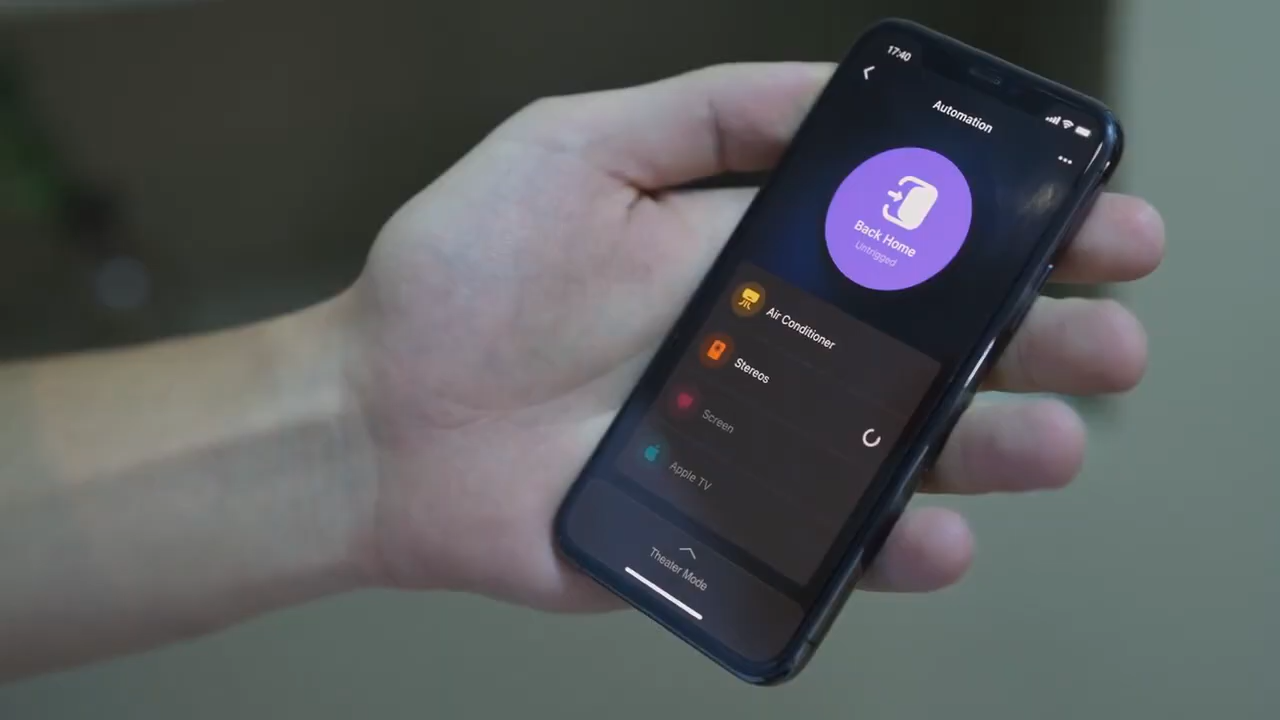 17:40
Automation
Back Home
Untrigged
Air Conditioner
Stereos
Screen
Apple TV
Theater Mode